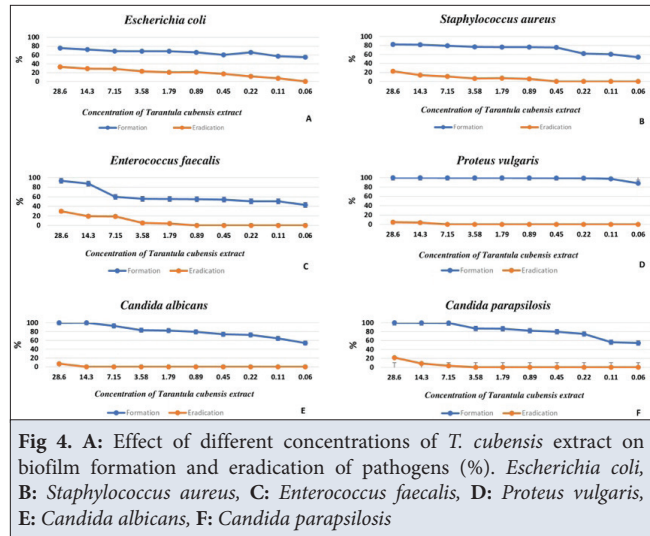 Escherichia coli
100
80
60
40
20
0
%
28.6 14.3 7.15 3.58 1.79 0.89 0.45 0.22 0.11 0.06
Concentration of Tarantula cubensis extract
Formation Eradication
A
Staphylococcus aureus
100
80
60
40
20
0
%
28.6 14.3 7.15 3.58 1.79 0.89 0.45 0.22 0.11 0.06
Concentration of Tarantula cubensis extract
Formation Eradication
B
Enterococcus faecalis
100
80
60
40
20
0
%
28.6 14.3 7.15 3.58 1.79 0.89 0.45 0.22 0.11 0.06
Concentration of Tarantula cubensis extract
Formation Eradication
C
Proteus vulgaris
100
80
60
40
20
0
%
28.6 14.3 7.15 3.58 1.79 0.89 0.45 0.22 0.11 0.06
Concentration of Tarantula cubensis extract
Formation Eradication
D
Candida albicans
100
80
60
40
20
0
%
28.6 14.3 7.15 3.58 1.79 0.89 0.45 0.22 0.11 0.06
Concentration of Tarantula cubensis extract
Formation Eradication
E
Candida parapsilosis
100
80
60
40
20
0
%
28.6 14.3 7.15 3.58 1.79 0.89 0.45 0.22 0.11 0.06
Concentration of Tarantula cubensis extract
Formation Eradication
F
Fig 4. A: Effect of different concentrations of T. cubensis extract on
biofilm formation and eradication of pathogens (%). Escherichia coli,
B: Staphylococcus aureus, C: Enterococcus faecalis, D: Proteus vulgaris,
E: Candida albicans, F: Candida parapsilosis